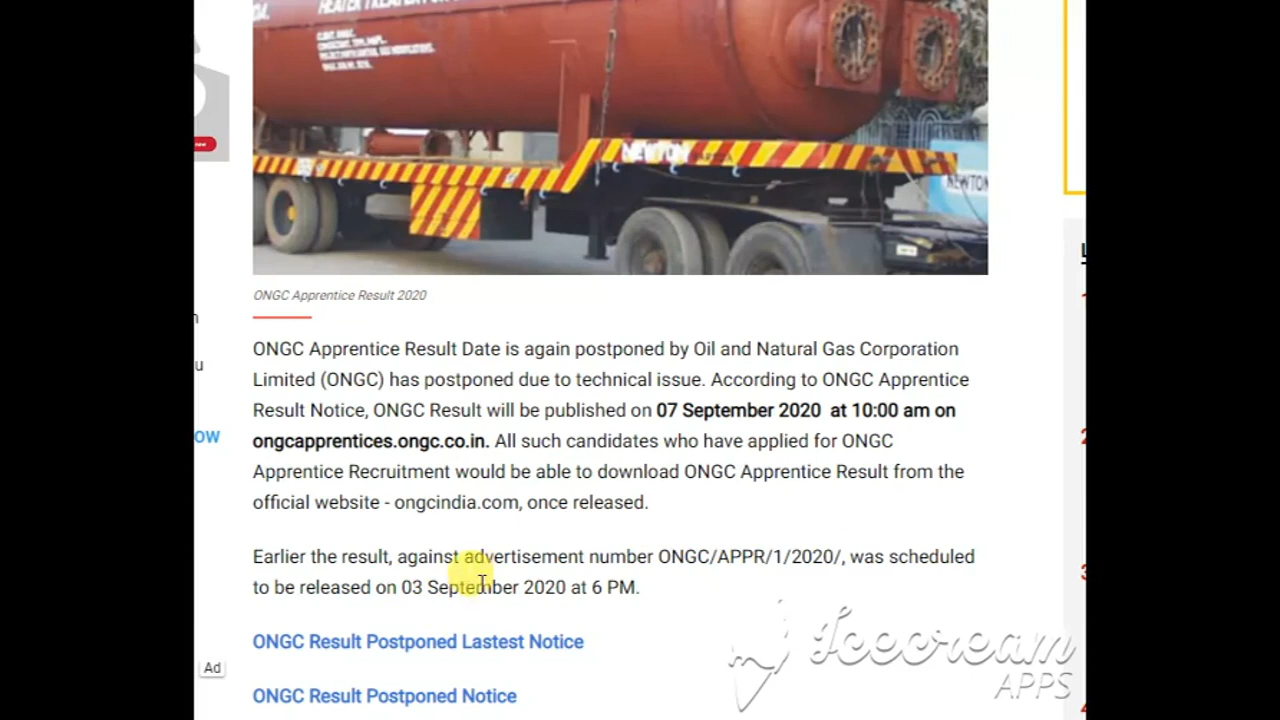 NEWTON
NEWTON
ONGC Apprentice Result 2020
ONGC Apprentice Result Date is again postponed by Oil and Natural Gas Corporation
Limited (ONGC) has postponed due to technical issue. According to ONGC Apprentice
Result Notice, ONGC Result will be published on 07 September 2020 at 10:00 am on
ongcapprentices.ongc.co.in. All such candidates who have applied for ONGC
Apprentice Recruitment would be able to download ONGC Apprentice Result from the
official website - ongcindia.com, once released.
OW
Earlier the result, against advertisement number ONGC/APPR/1/2020/, was scheduled
to be released on 03 September 2020 at 6 PM.
ONGC Result Postponed Lastest Notice
Ad
ONGC Result Postponed Notice
Icecream
APPS